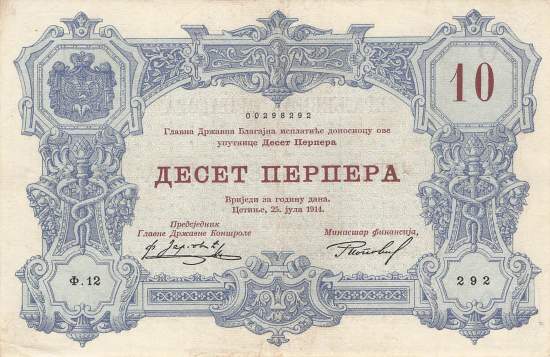 10
00298292
Главна Државна Благајна исплатиће доносиоцу ове
упутнице Десет Перпера
ДЕСЕТ ПЕРПЕРА
Вриједи за годину дана.
Цетиње, 25. јула 1914.
Предсједник
Главне Државне Контроле
Министар финансија,
Ф. 12
292